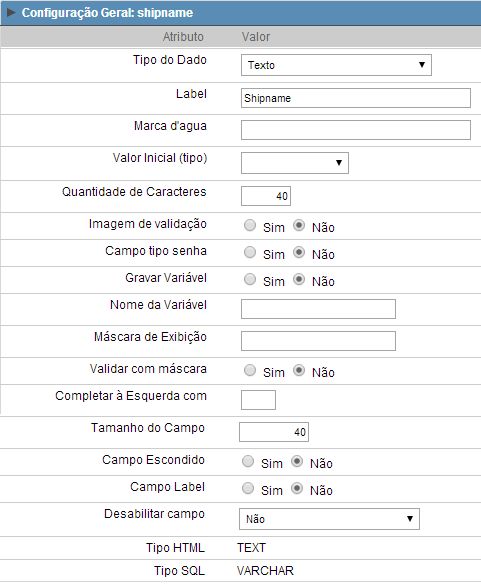 Configuração Geral: shipname
Atributo Valor
Tipo do Dado Texto
Label Shipname
Marca d'agua
Valor Inicial (tipo)
Quantidade de Caracteres 40
Imagem de validação Sim Não
Campo tipo senha Sim Não
Gravar Variável Sim Não
Nome da Variável
Máscara de Exibição
Validar com máscara Sim Não
Completar à Esquerda com
Tamanho do Campo 40
Campo Escondido Sim Não
Campo Label Sim Não
Desabilitar campo Não
Tipo HTML TEXT
Tipo SQL VARCHAR